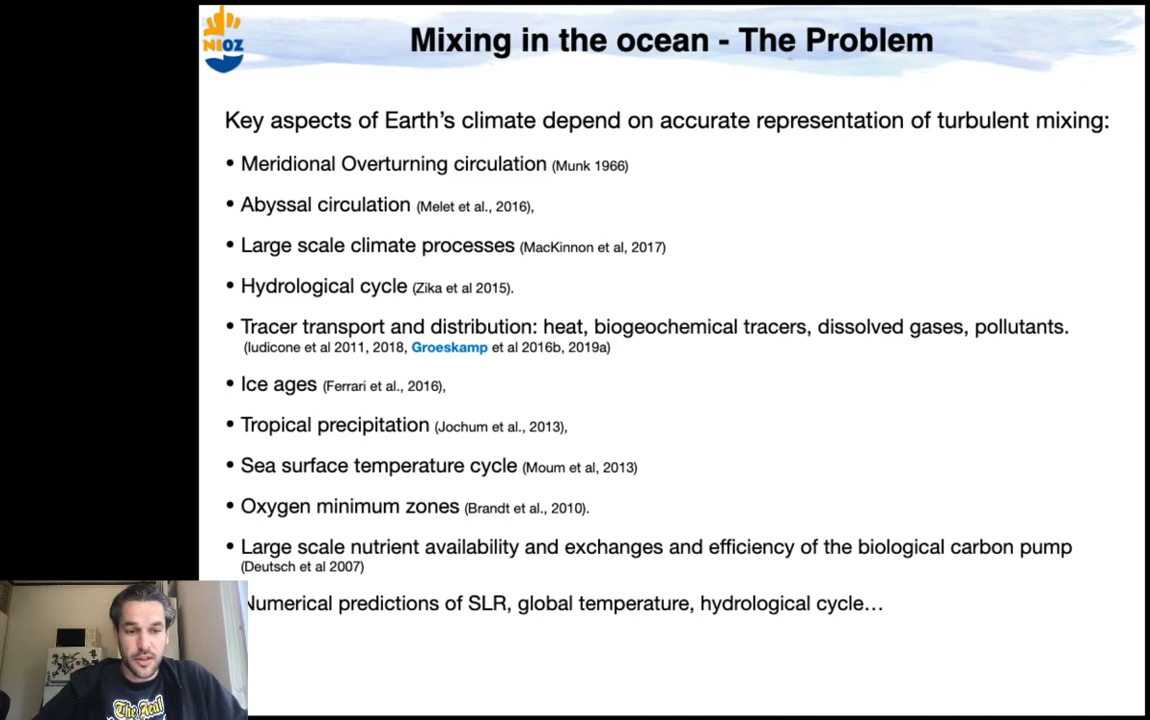 NIOZ
Mixing in the ocean - The Problem
Key aspects of Earth's climate depend on accurate representation of turbulent mixing:
• Meridional Overturning circulation (Munk 1966)
• Abyssal circulation (Melet et al., 2016),
• Large scale climate processes (MacKinnon et al, 2017)
• Hydrological cycle (Zika et al 2015).
• Tracer transport and distribution: heat, biogeochemical tracers, dissolved gases, pollutants.
(Iudicone et al 2011, 2018, Groeskamp et al 2016b, 2019a)
• Ice ages (Ferrari et al., 2016),
• Tropical precipitation (Jochum et al., 2013),
• Sea surface temperature cycle (Moum et al, 2013)
• Oxygen minimum zones (Brandt et al., 2010).
• Large scale nutrient availability and exchanges and efficiency of the biological carbon pump
(Deutsch et al 2007)
Numerical predictions of SLR, global temperature, hydrological cycle…
The Real